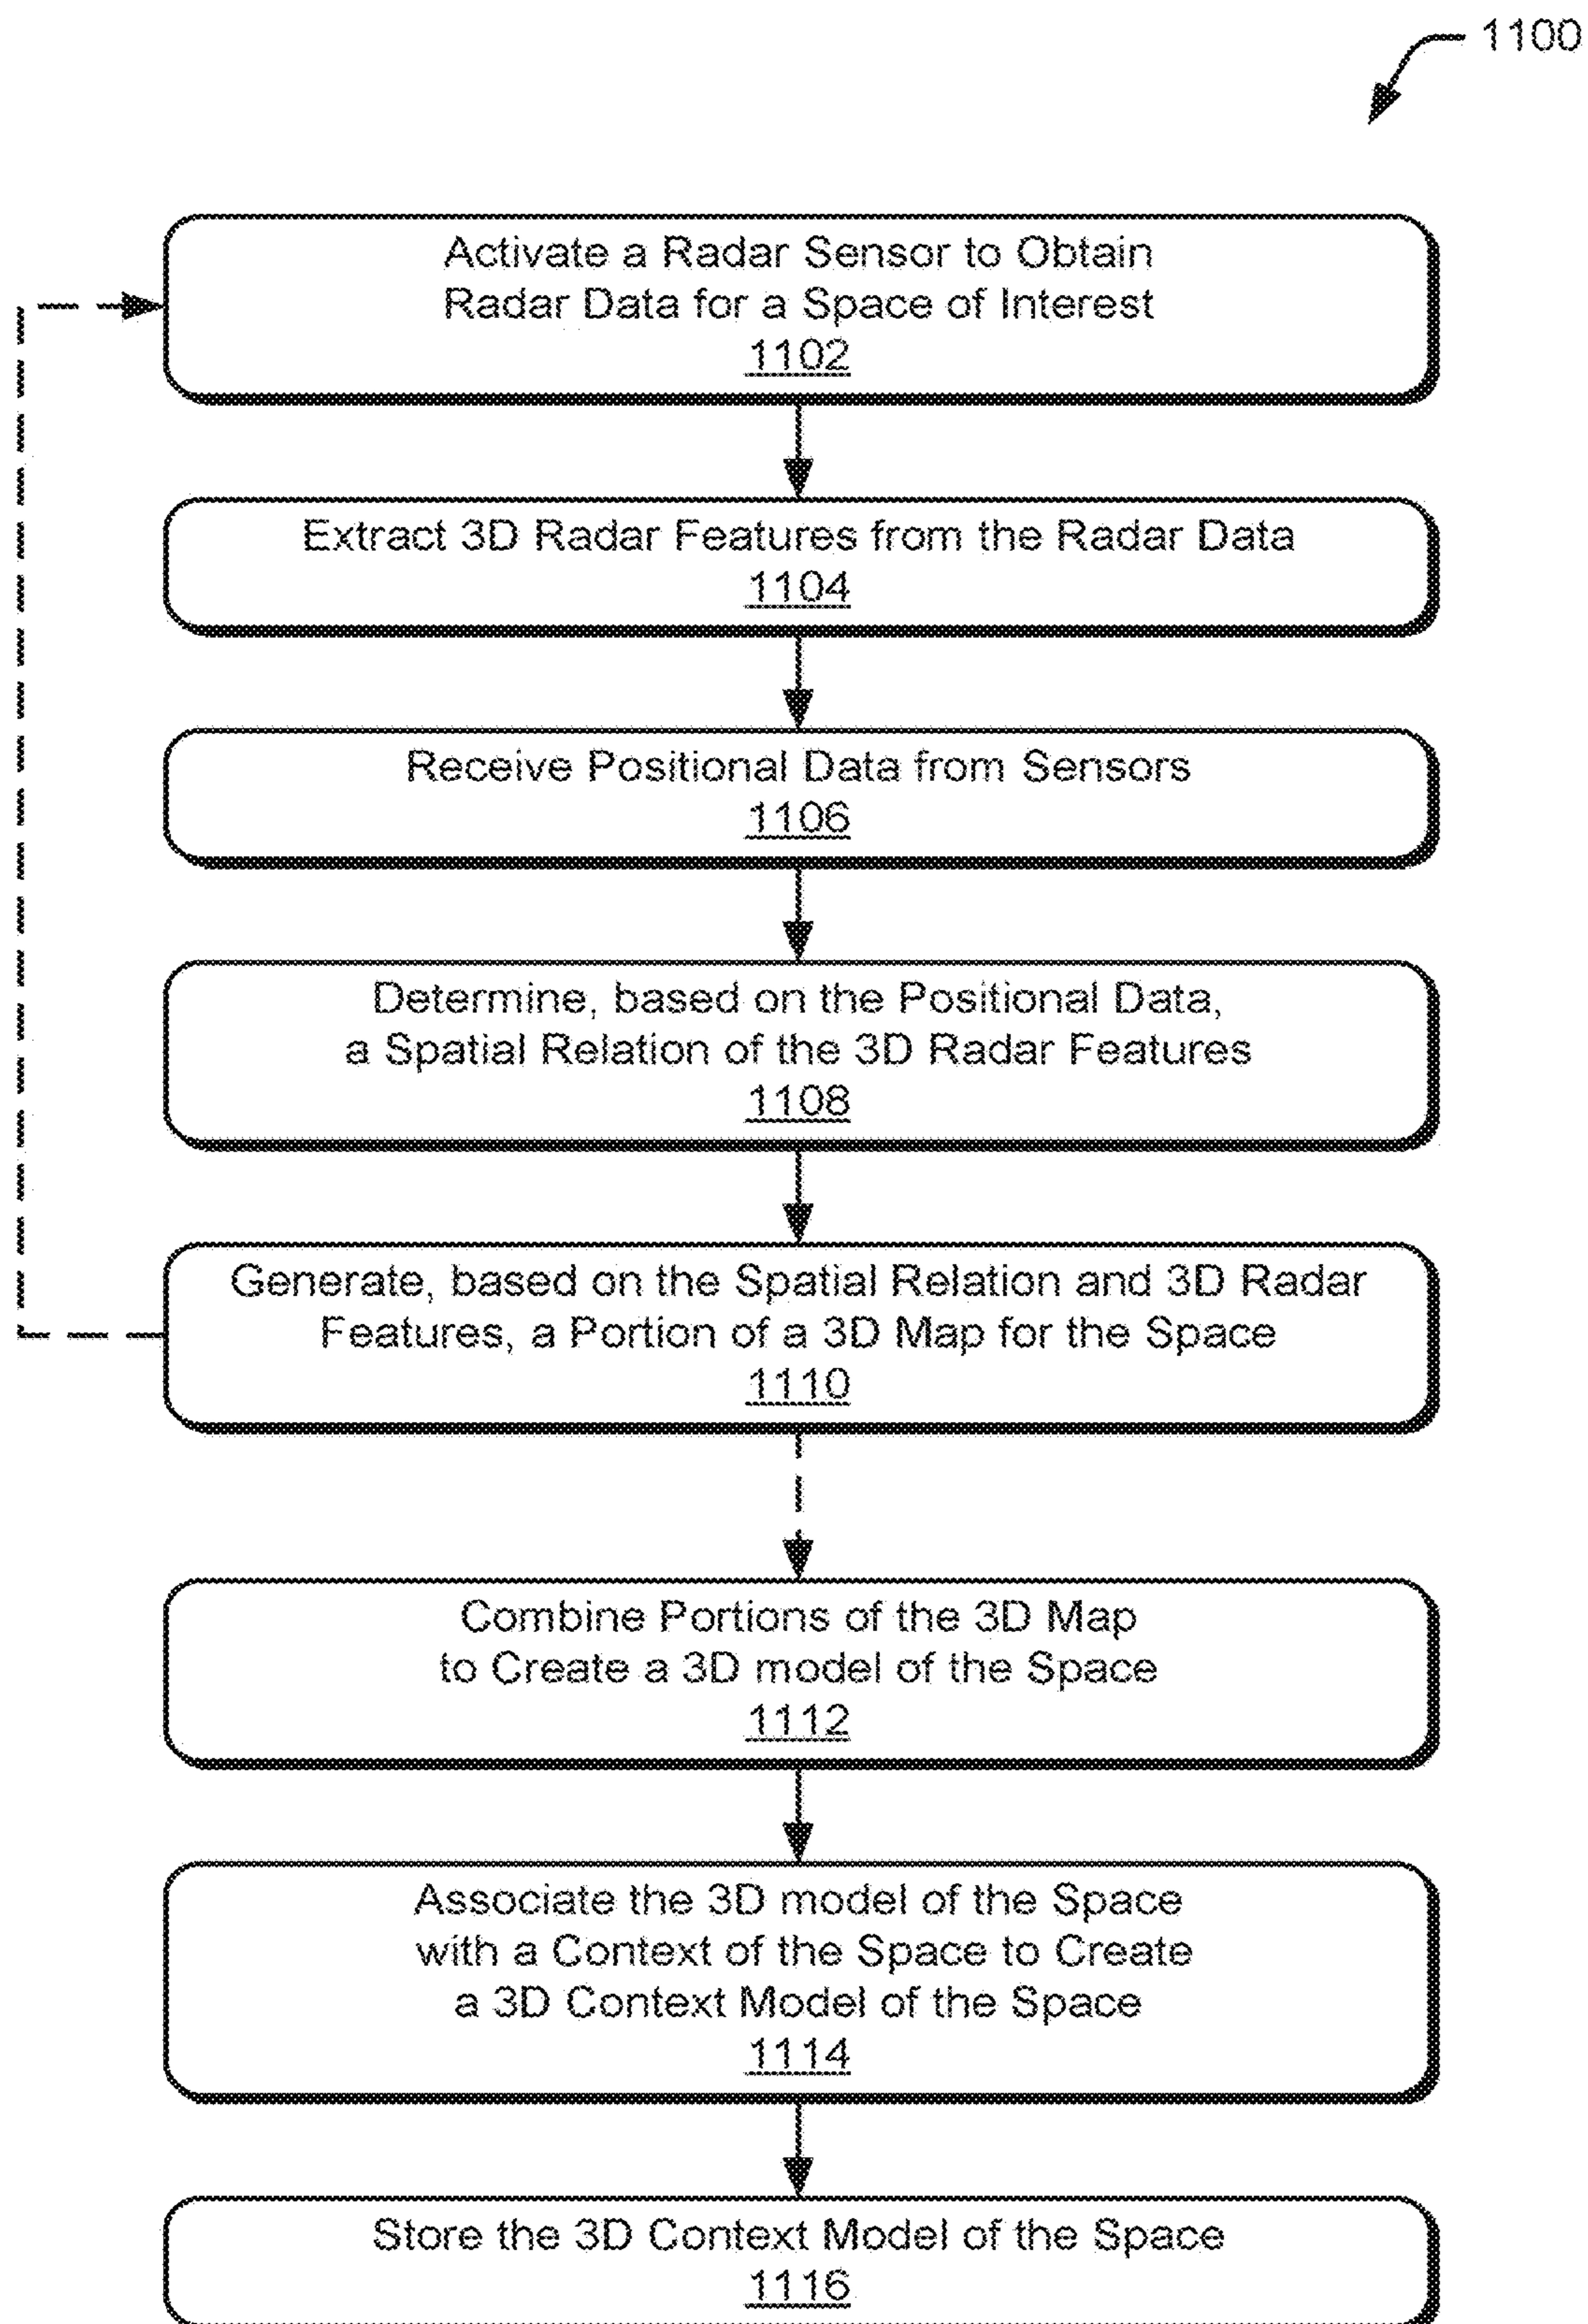 1100
Activate a Radar Sensor to Obtain
Radar Data for a Space of Interest
1102
Extract 3D Radar Features from the Radar Data
1104
Receive Positional Data from Sensors
1106
Determine, based on the Positional Data,
a Spatial Relation of the 3D Radar Features
1108
Generate, based on the Spatial Relation and 3D Radar
Features, a Portion of a 3D Map for the Space
1110
Combine Portions of the 3D Map
to Create a 3D model of the Space
1112
Associate the 3D model of the Space
with a Context of the Space to Create
a 3D Context Model of the Space
1114
Store the 3D Context Model of the Space
1116